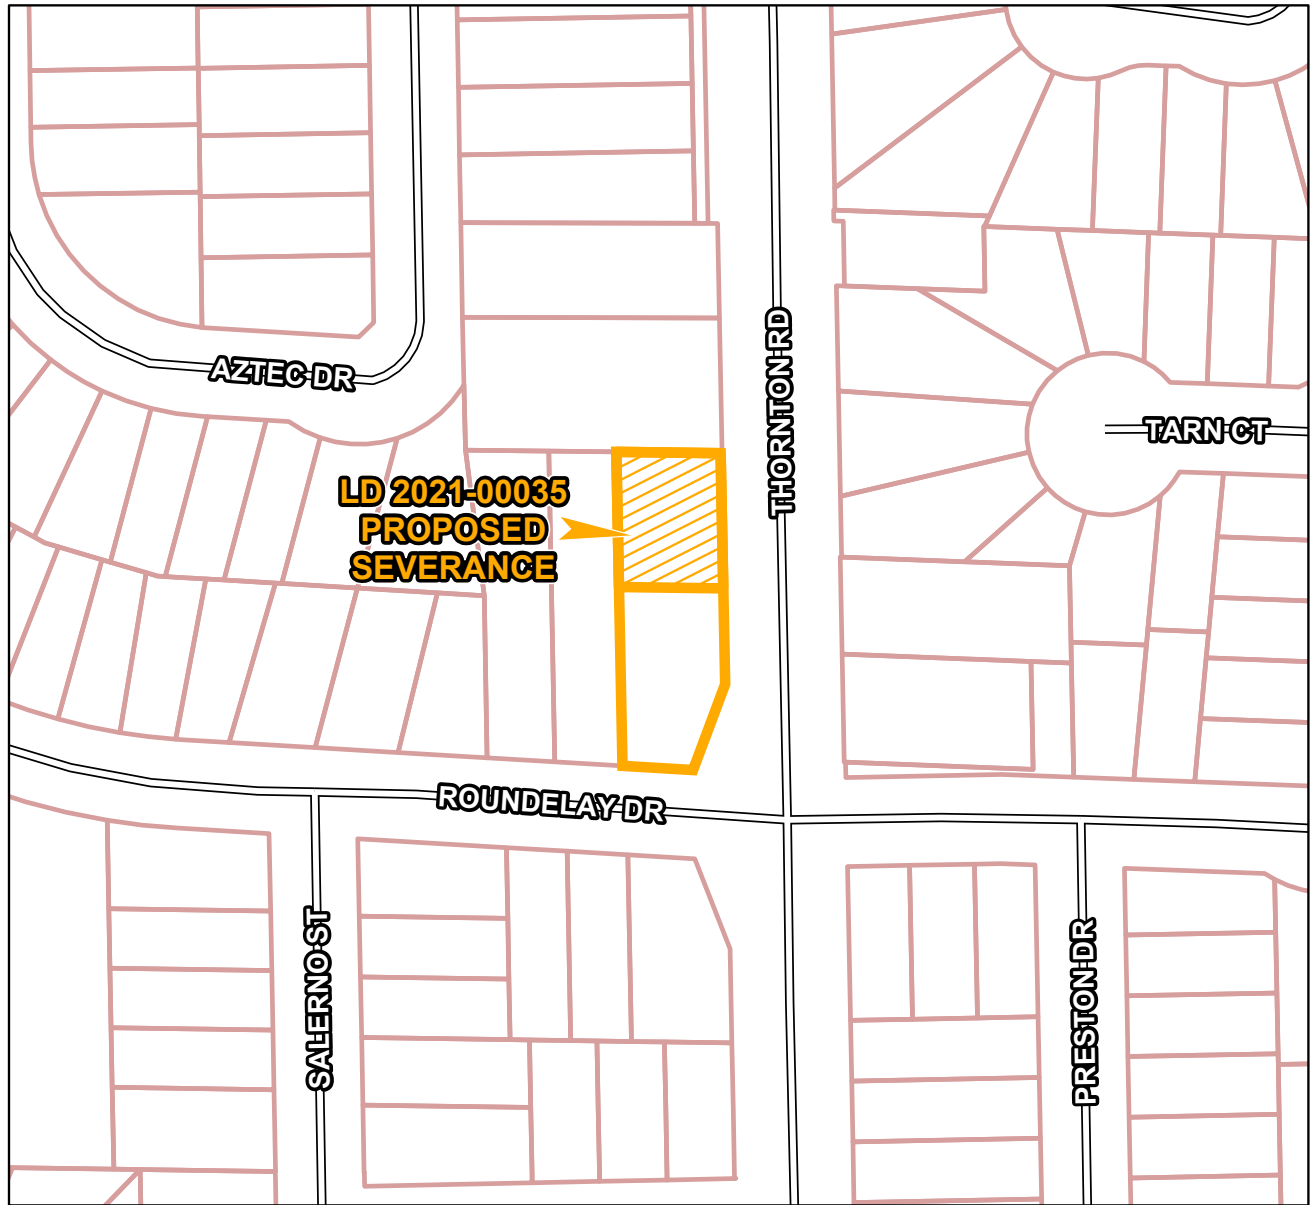 AZTEC DR
THORNTON RD
TARN CT
LD 2021-00035
PROPOSED
SEVERANCE
ROUNDELAY DR
SALERNO ST
PRESTON DR